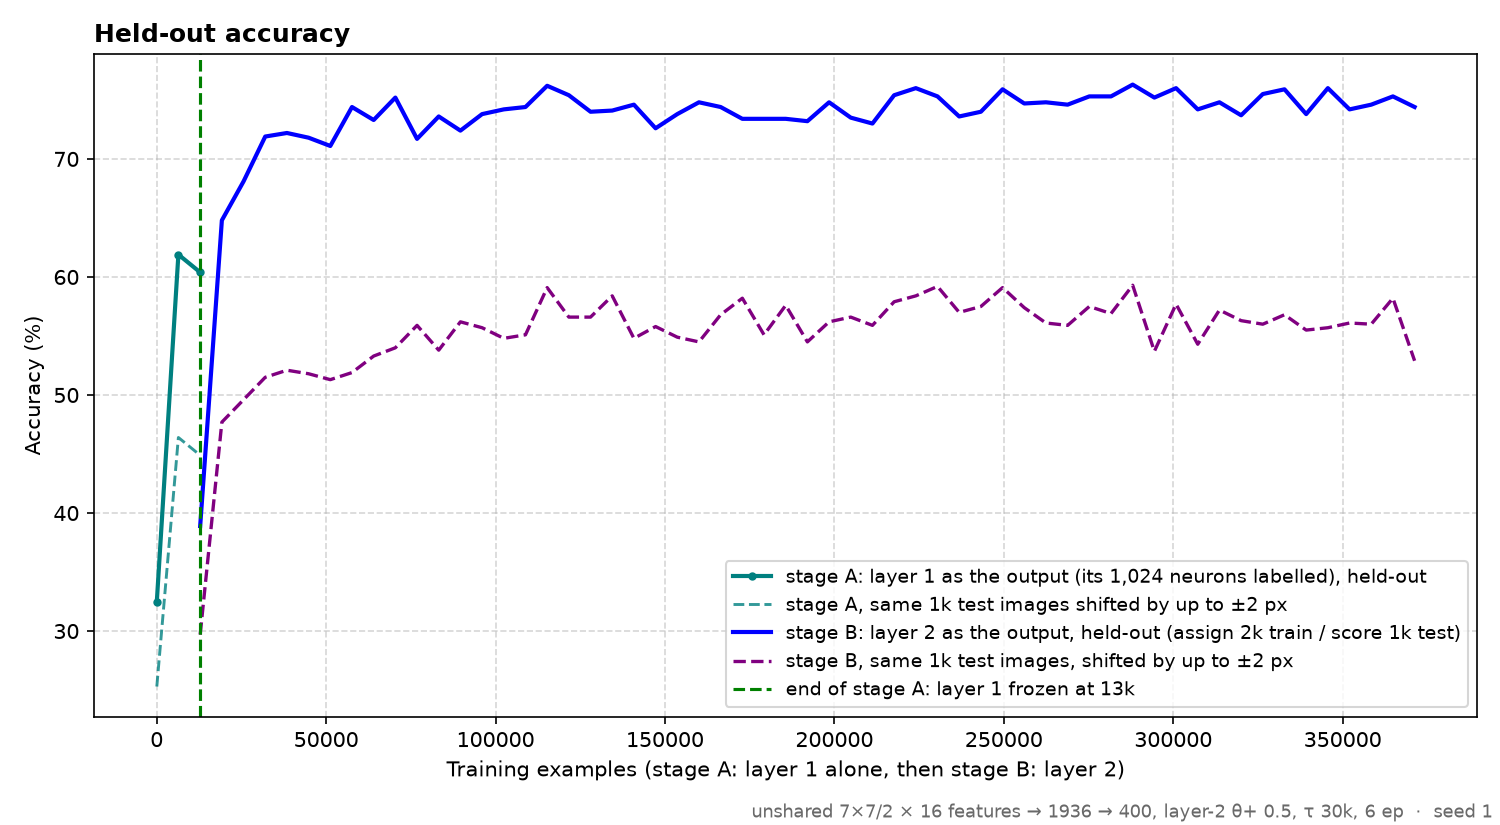 Held-out accuracy
70
60
50
40
30
Accuracy (%)
stage A: layer 1 as the output (its 1,024 neurons labelled), held-out
stage A, same 1k test images shifted by up to ±2 px
stage B: layer 2 as the output, held-out (assign 2k train / score 1k test)
stage B, same 1k test images, shifted by up to ±2 px
end of stage A: layer 1 frozen at 13k
0 50000 100000 150000 200000 250000 300000 350000
Training examples (stage A: layer 1 alone, then stage B: layer 2)
unshared 7×7/2 × 16 features → 1936 → 400, layer-2 θ+ 0.5, τ 30k, 6 ep · seed 1